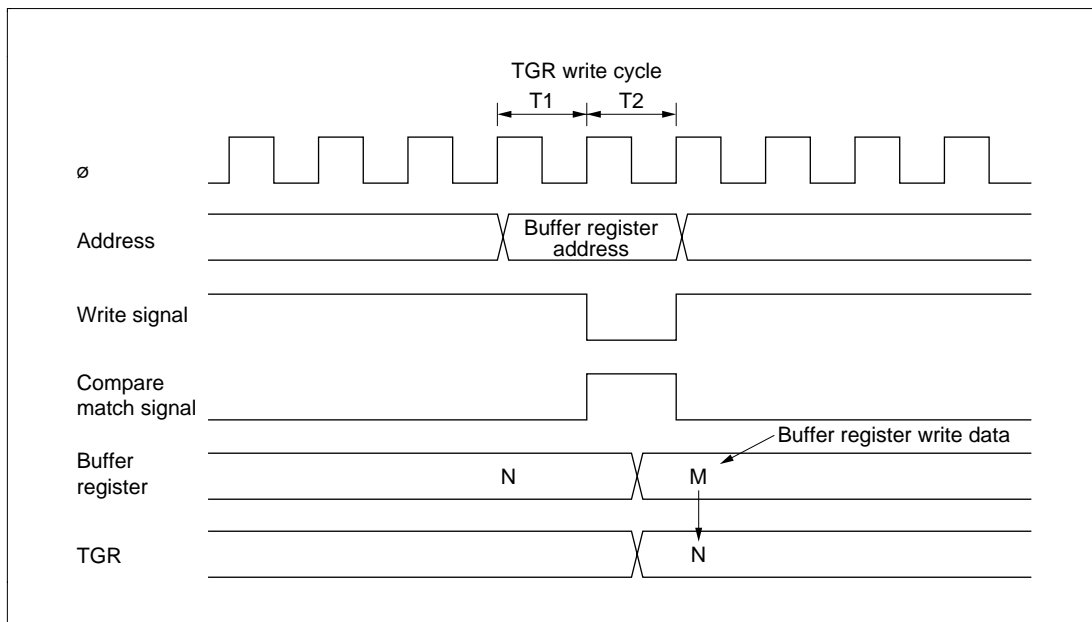 TGR write cycle
T1 T2
ø
Address
Buffer register
address
Write signal
Compare
match signal
Buffer register write data
Buffer
register
N M
TGR
N